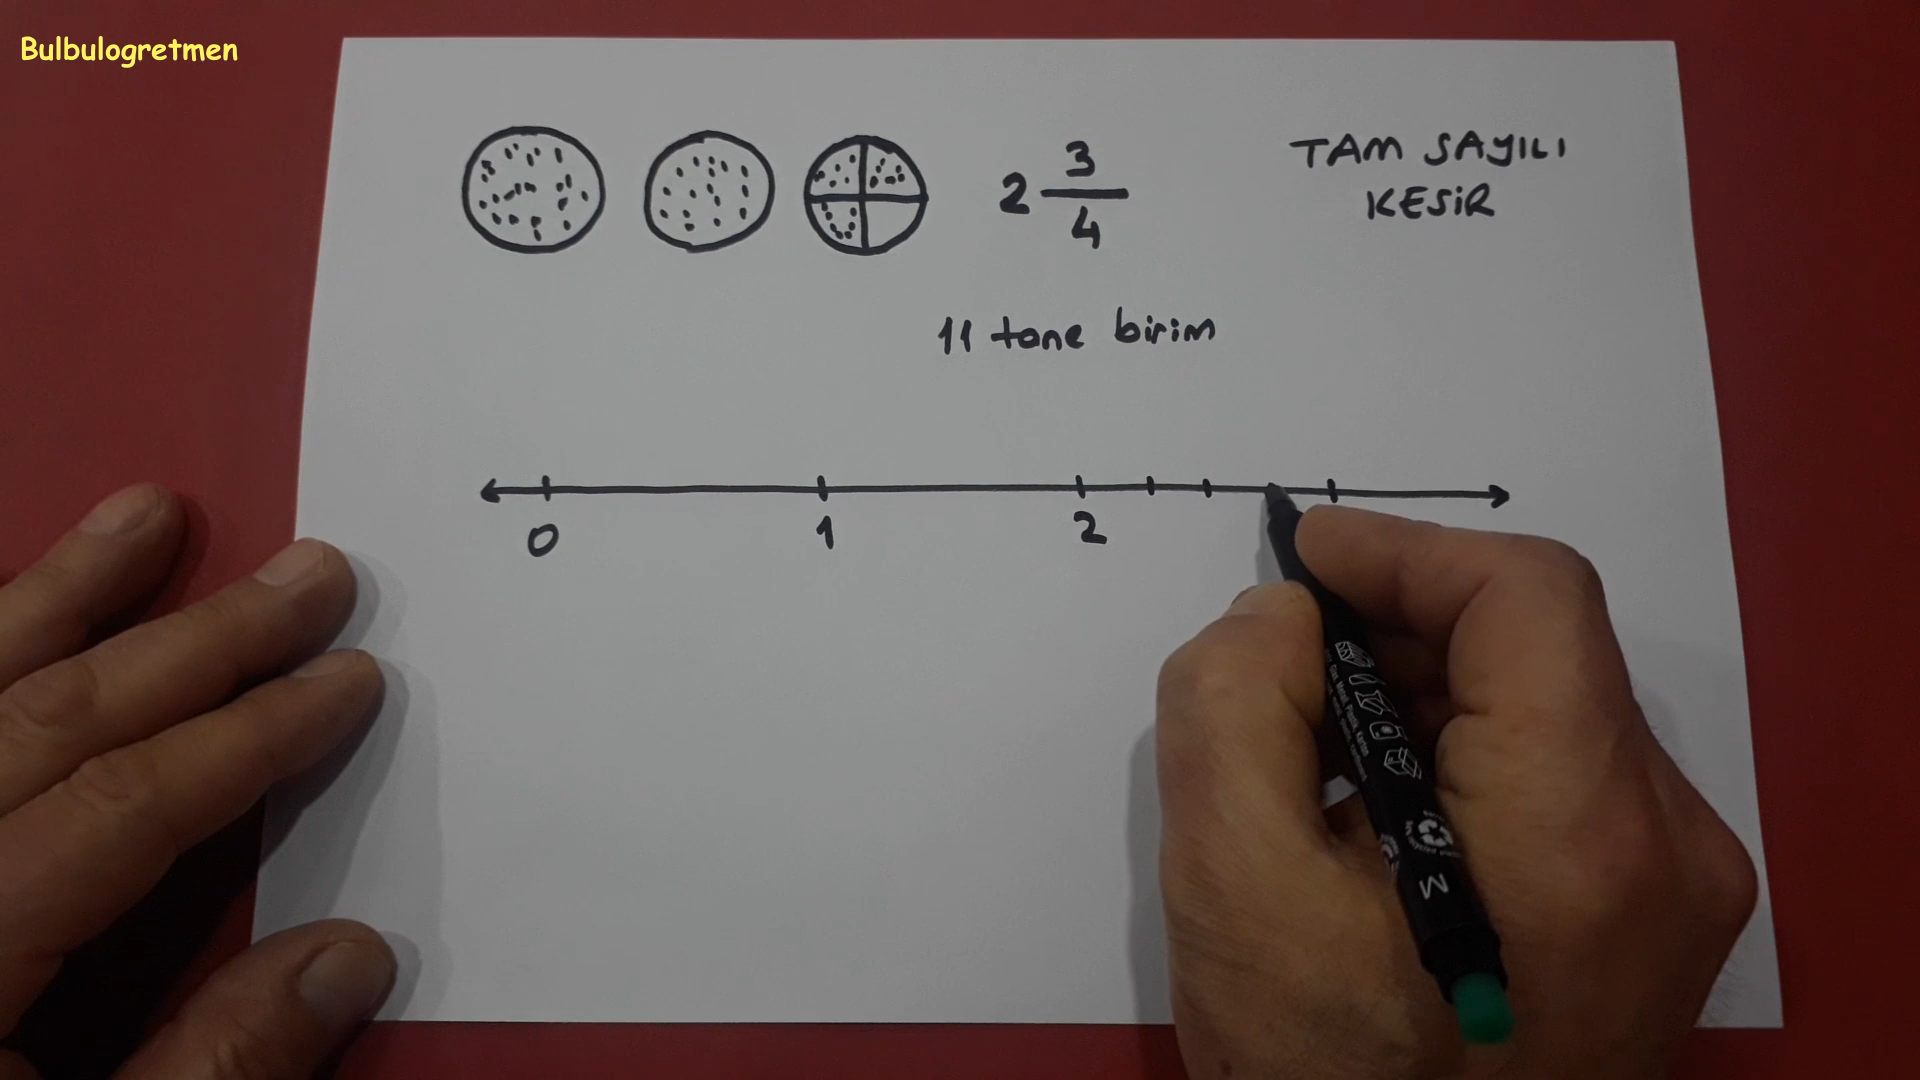 Bulbulogretmen
2 3/4
TAM SAYILI
KESİR
11 tane birim
0 1 2
M